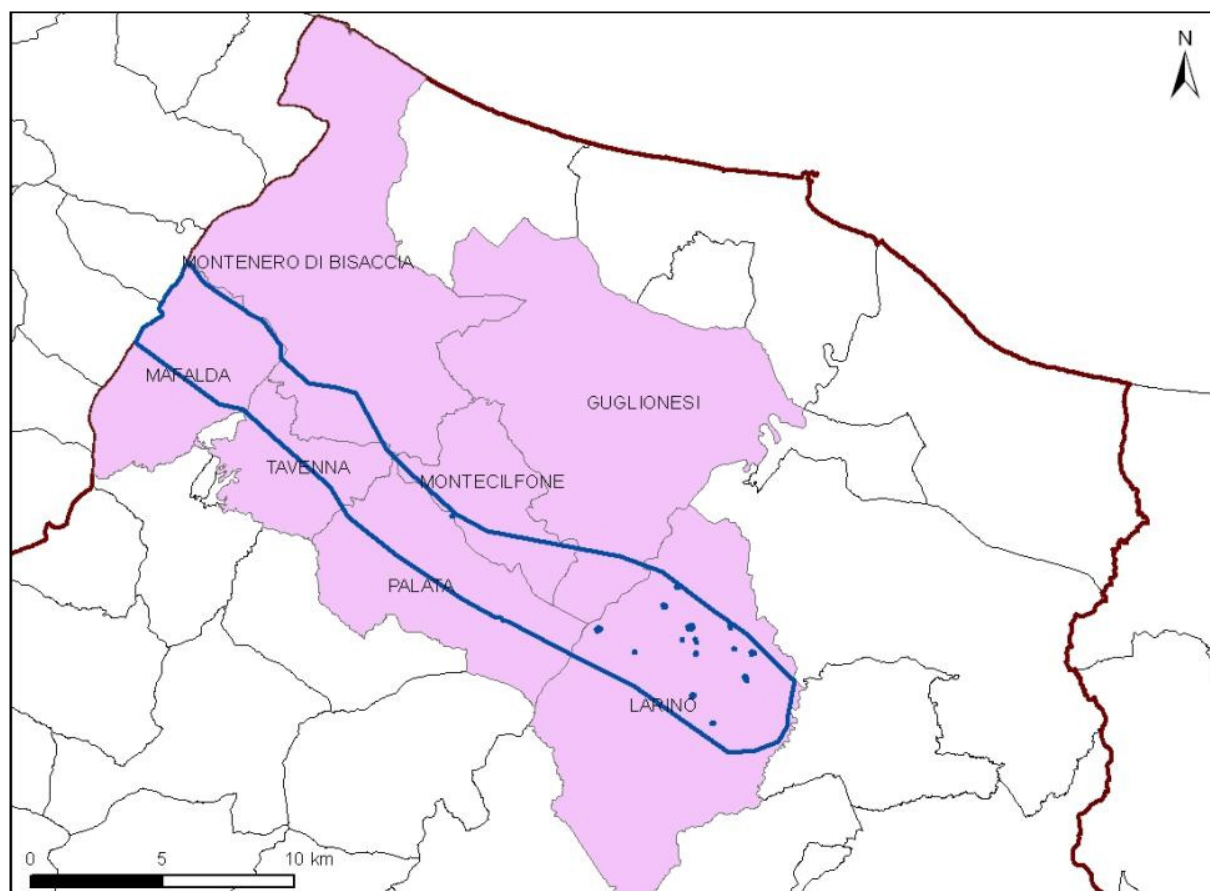 N
MONTENERO DI BISACCIA
MAFALDA
GUGLIONESI
TAVENNA
MONTECILFONE
PALATA
LARINO
0 5 10 km